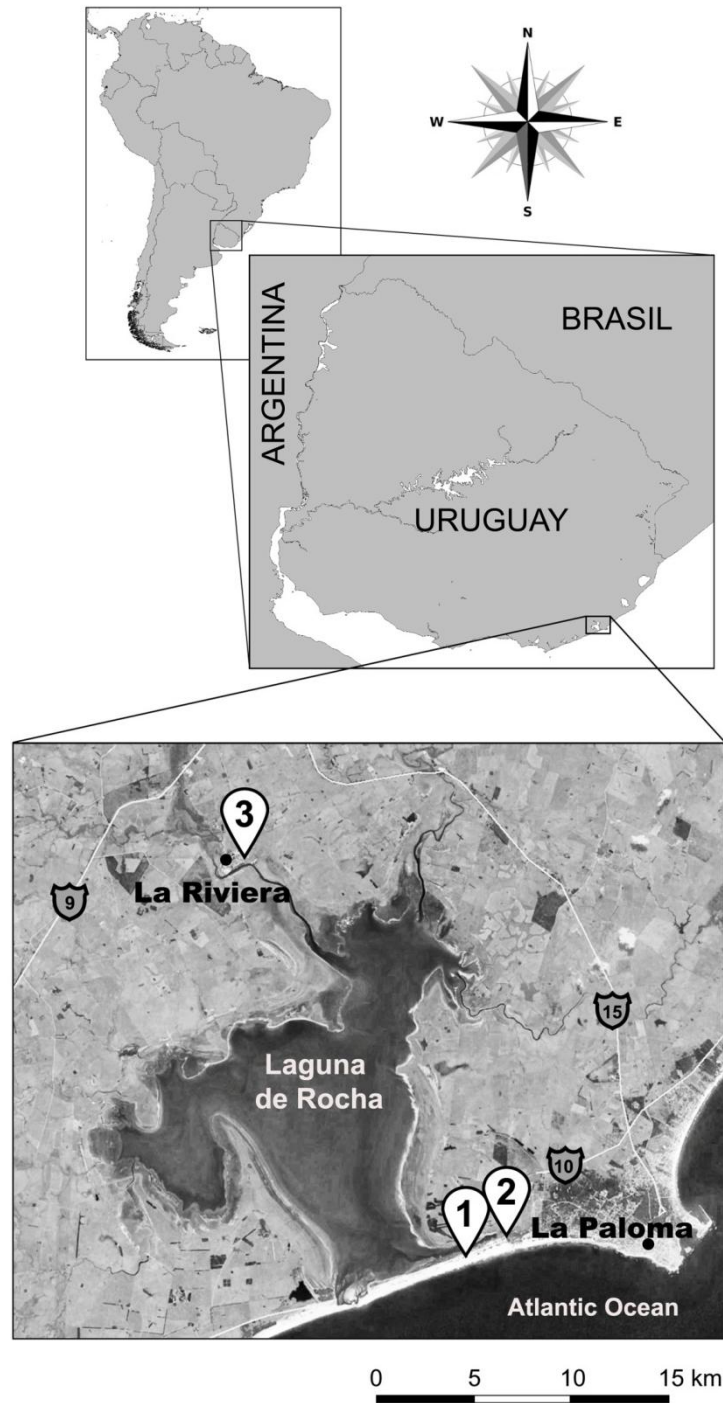 N
W
E
S
ARGENTINA
BRASIL
URUGUAY
3
La Riviera
9
15
Laguna
de Rocha
10
1
2
La Paloma
Atlantic Ocean
0 5 10 15 km